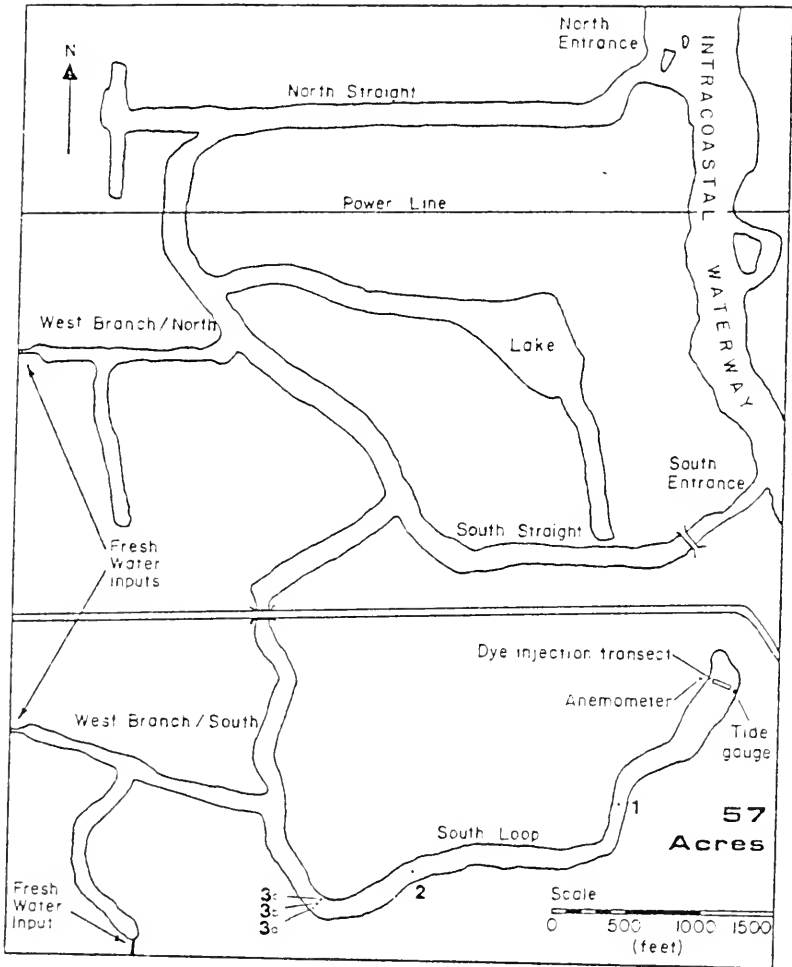 North
Entrance
N
North Straight
INTRACOASTAL
WATERWAY
Power Line
West Branch/North
Lake
South
Entrance
South Straight
Fresh
Water
Inputs
Dye injection transect
Anemometer
West Branch/South
Tide
gauge
1
57
Acres
South Loop
2
Fresh
Water
Input
3c
3b
3a
Scale
0 500 1000 1500
(feet)